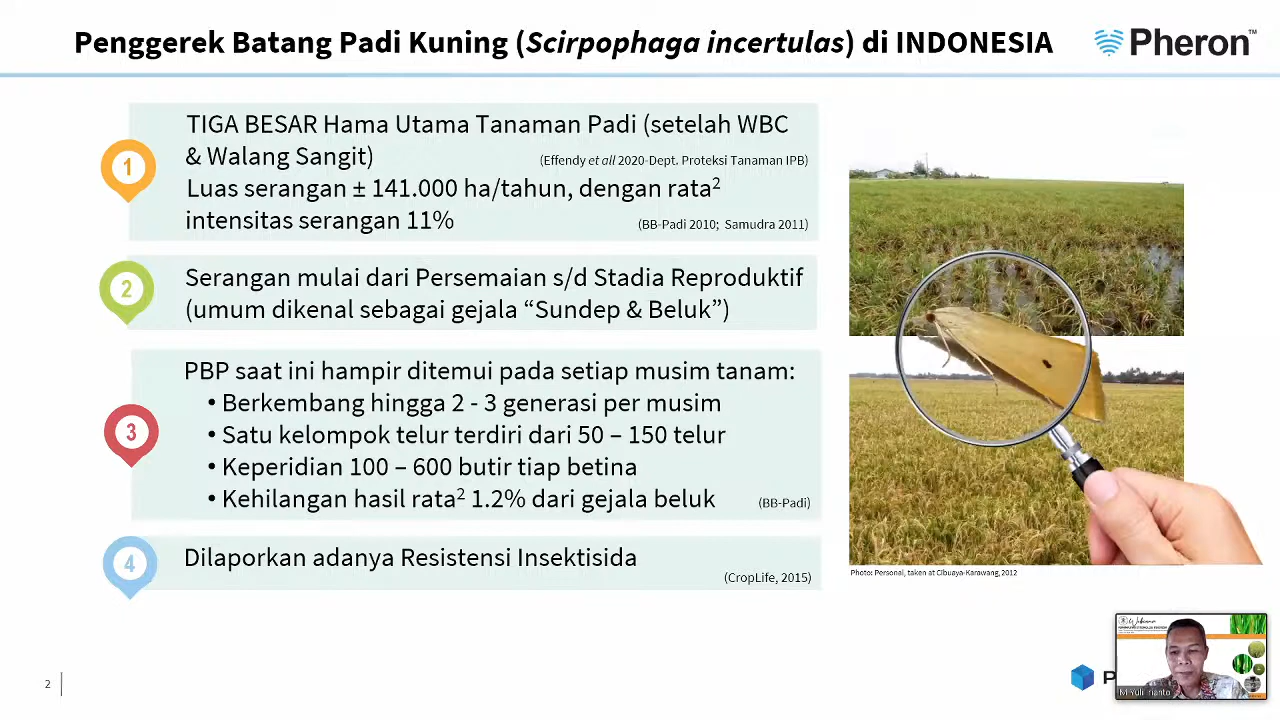 Penggerek Batang Padi Kuning (Scirpophaga incertulas) di INDONESIA
Pheron™
1
TIGA BESAR Hama Utama Tanaman Padi (setelah WBC
& Walang Sangit)
(Effendy et all 2020-Dept. Proteksi Tanaman IPB)
Luas serangan ± 141.000 ha/tahun, dengan rata²
intensitas serangan 11%
(BB-Padi 2010; Samudra 2011)
2
Serangan mulai dari Persemaian s/d Stadia Reproduktif
(umum dikenal sebagai gejala “Sundep & Beluk”)
3
PBP saat ini hampir ditemui pada setiap musim tanam:
• Berkembang hingga 2 - 3 generasi per musim
• Satu kelompok telur terdiri dari 50 – 150 telur
• Keperidian 100 – 600 butir tiap betina
• Kehilangan hasil rata² 1.2% dari gejala beluk
(BB-Padi)
4
Dilaporkan adanya Resistensi Insektisida
(CropLife, 2015)
Photo: Personal, taken at Cibuaya-Karawang, 2012
2
P
Webinar
M Yuli